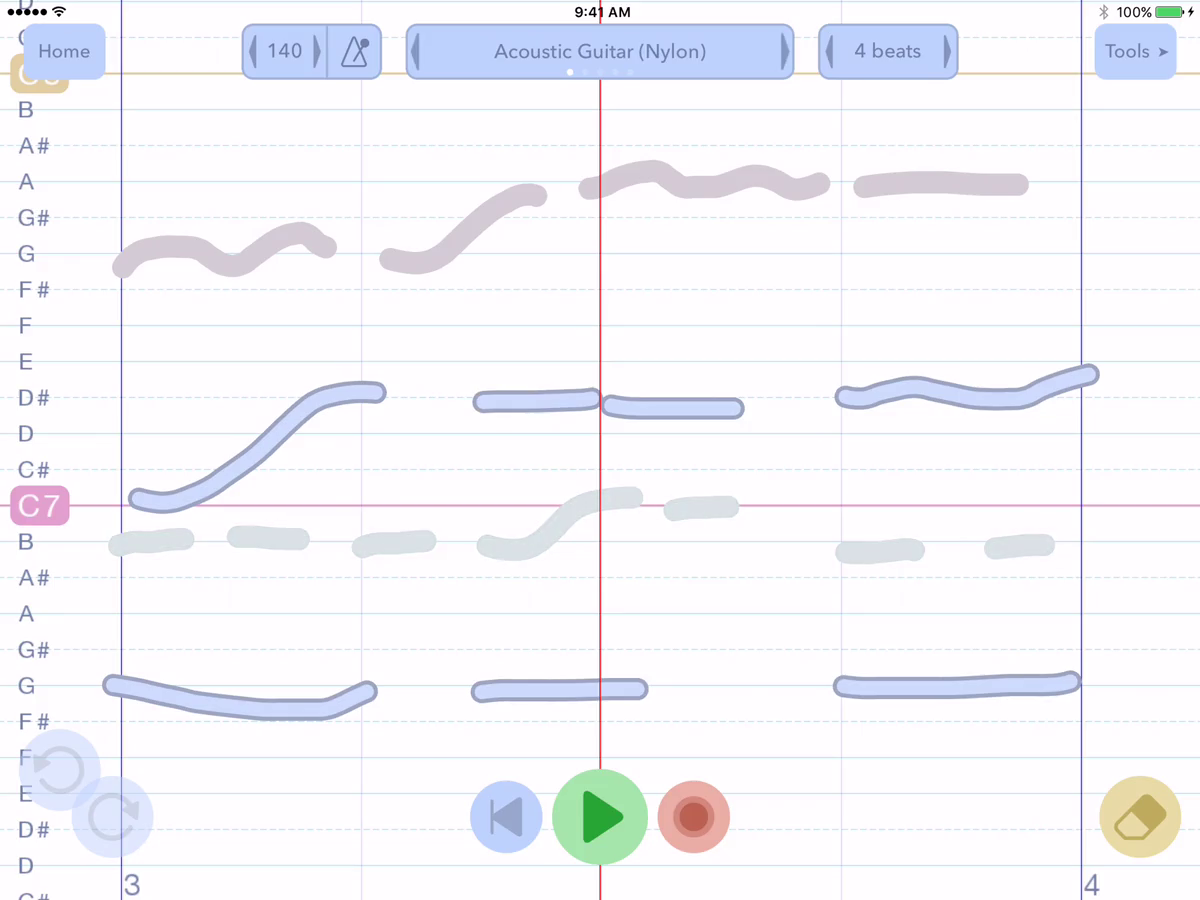 9:41 AM
100%
Home
140
Acoustic Guitar (Nylon)
4 beats
Tools
B
A#
A
G#
G
F#
F
E
D#
D
C#
C7
B
A#
A
G#
G
F#
F
E
D#
D
3
4